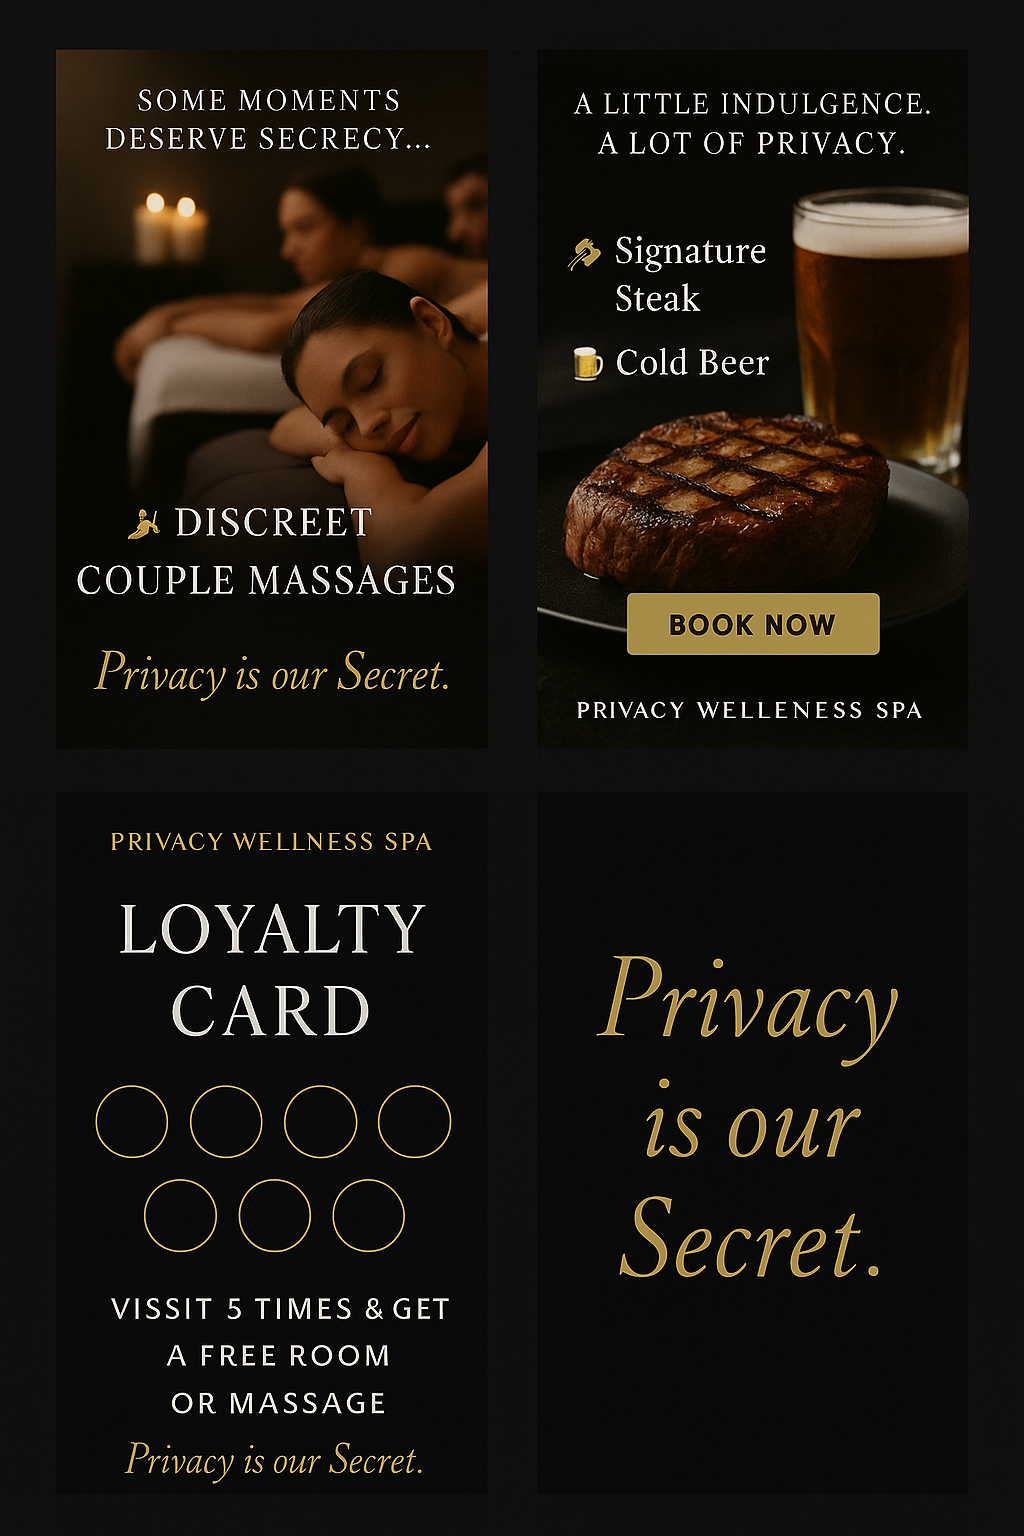 SOME MOMENTS
DESERVE SECRECY...
DISCREET
COUPLE MASSAGES
Privacy is our Secret.
A LITTLE INDULGENCE.
A LOT OF PRIVACY.
Signature
Steak
Cold Beer
BOOK NOW
PRIVACY WELLENESS SPA
PRIVACY WELLNESS SPA
LOYALTY
CARD
VISSIT 5 TIMES & GET
A FREE ROOM
OR MASSAGE
Privacy is our Secret.
Privacy
is our
Secret.